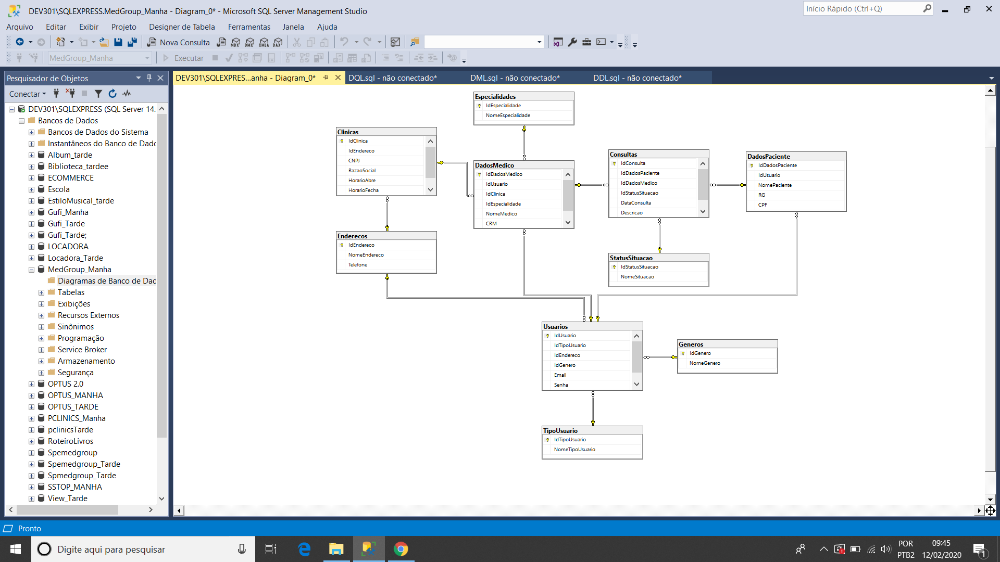 DEV301\SQLEXPRESS.MedGroup_Manha - Diagram_0* - Microsoft SQL Server Management Studio
Início Rápido (Ctrl+Q)
Arquivo Editar Exibir Projeto Designer de Tabela Ferramentas Janela Ajuda
Nova Consulta MDX DMX XMLA DAX
MedGroup_Manha Executar
Pesquisador de Objetos
Conectar
DEV301\SQLEXPRESS (SQL Server 14.
Bancos de Dados
Bancos de Dados do Sistema
Instantâneos do Banco de Dado
Album_tarde
Biblioteca_tardee
ECOMMERCE
Escola
EstiloMusical_tarde
Gufi_Manha
Gufi_Tarde
Gufi_Tarde;
LOCADORA
Locadora_Tarde
MedGroup_Manha
Diagramas de Banco de Dad
Tabelas
Exibições
Recursos Externos
Sinônimos
Programação
Service Broker
Armazenamento
Segurança
OPTUS 2.0
OPTUS_MANHA
OPTUS_TARDE
PCLINICS_Manha
pclinicsTarde
RoteiroLivros
Spemedgroup
Spemedgroup_Tarde
Spmedgroup_Tarde
SSTOP_MANHA
View_Tarde
DEV301\SQLEXPRES...anha - Diagram_0* DQL.sql - não conectado* DML.sql - não conectado* DDL.sql - não conectado*
Especialidades
IdEspecialidade
NomeEspecialidade
Clinicas
IdClinica
IdEndereco
CNPJ
RazaoSocial
HorarioAbre
HorarioFecha
DadosMedico
IdDadosMedico
IdUsuario
IdClinica
IdEspecialidade
NomeMedico
CRM
Consultas
IdConsulta
IdDadosPaciente
IdDadosMedico
IdStatusSituacao
DataConsulta
Descricao
DadosPaciente
IdDadosPaciente
IdUsuario
NomePaciente
RG
CPF
Enderecos
IdEndereco
NomeEndereco
Telefone
StatusSituacao
IdStatusSituacao
NomeSituacao
Usuarios
IdUsuario
IdTipoUsuario
IdEndereco
IdGenero
Email
Senha
Generos
IdGenero
NomeGenero
TipoUsuario
IdTipoUsuario
NomeTipoUsuario
Pronto
Digite aqui para pesquisar
POR
PTB2
09:45
12/02/2020
1